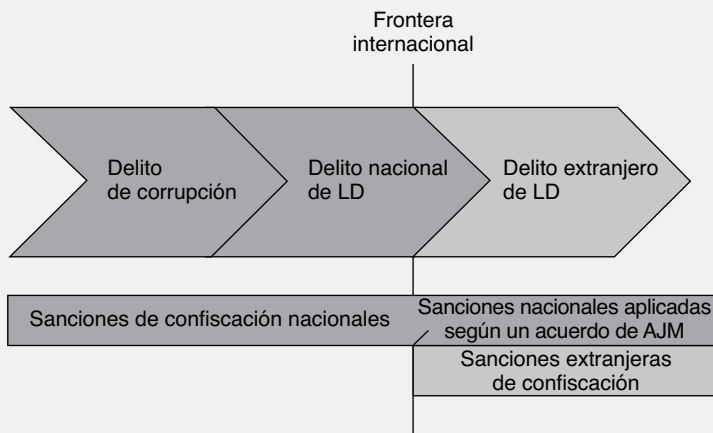 Frontera
internacional
Delito
de corrupción
Delito nacional
de LD
Delito extranjero
de LD
Sanciones de confiscación nacionales
Sanciones nacionales aplicadas
según un acuerdo de AJM
Sanciones extranjeras
de confiscación